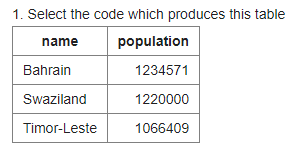 1. Select the code which produces this table
name population
Bahrain 1234571
Swaziland 1220000
Timor-Leste 1066409